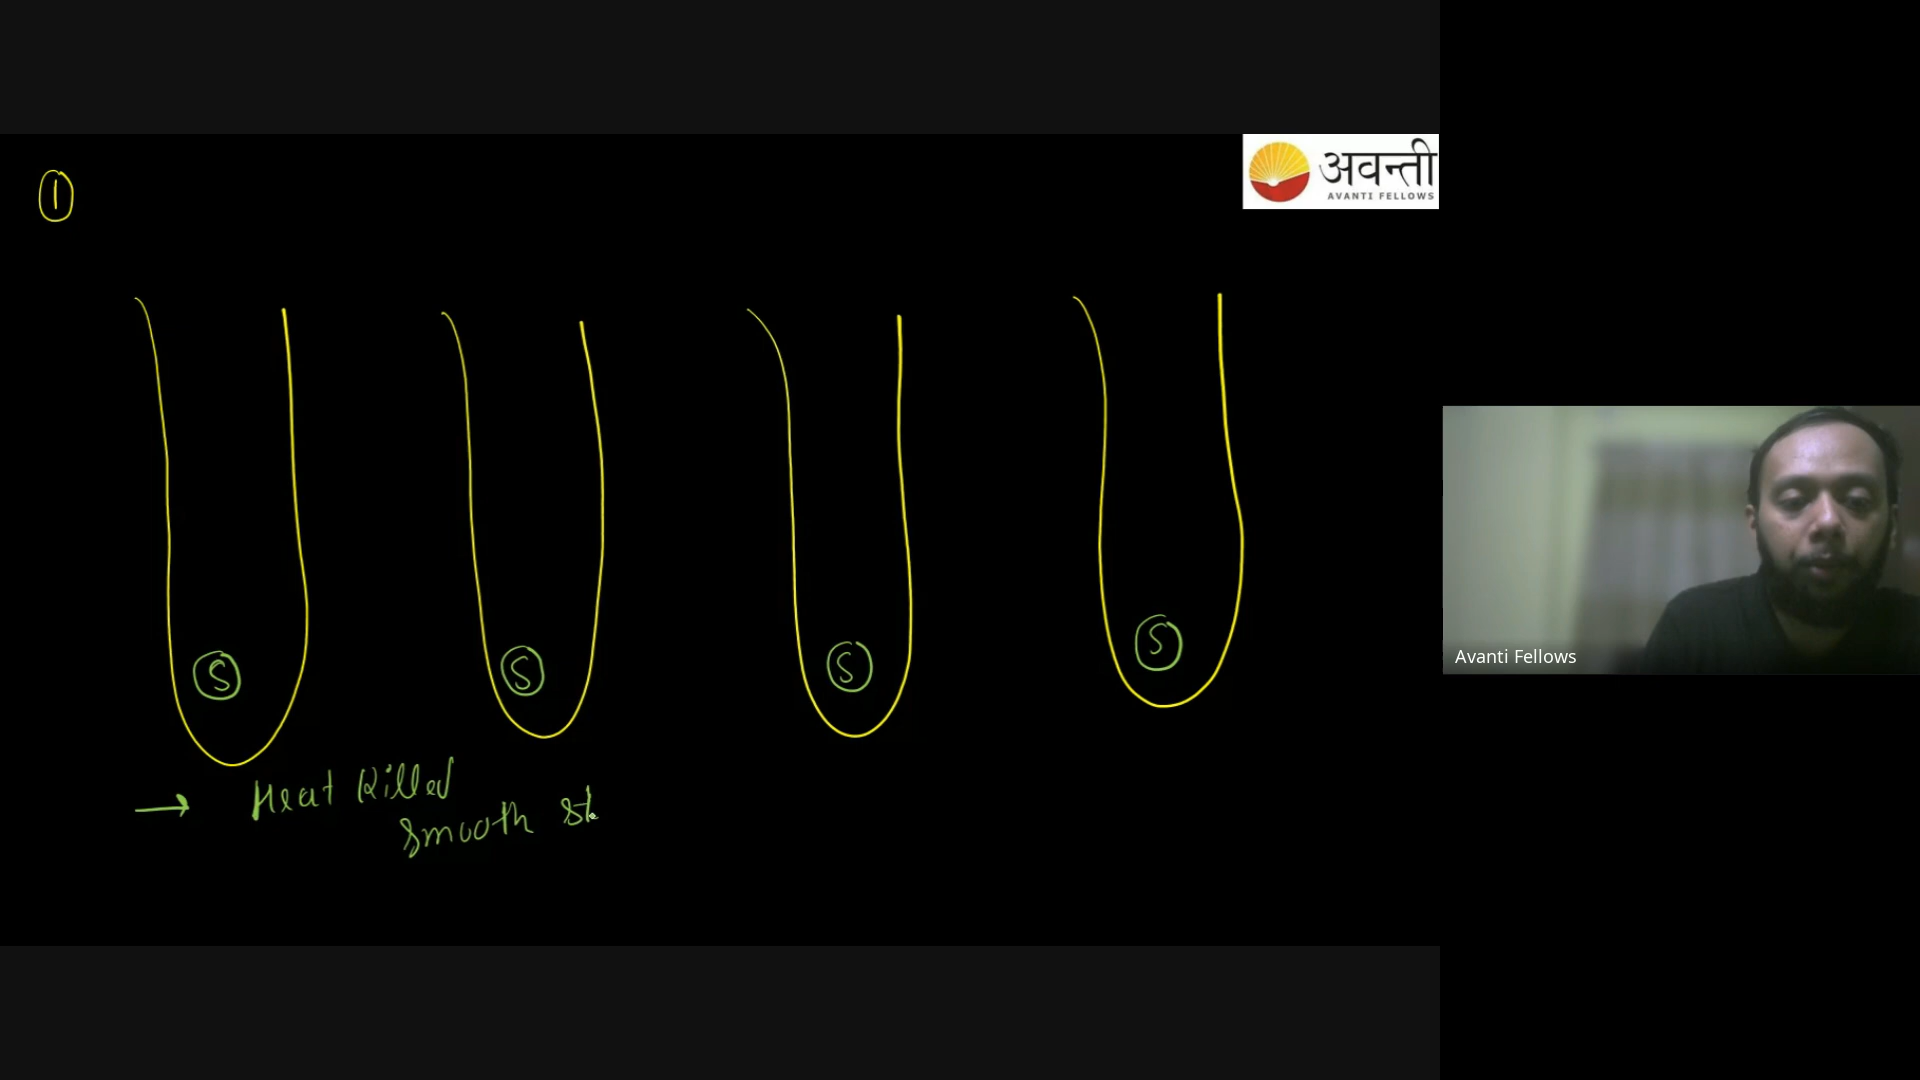 1
अवन्ती
AVANTI FELLOWS
S S S S
Heat Killed
Smooth St
Avanti Fellows